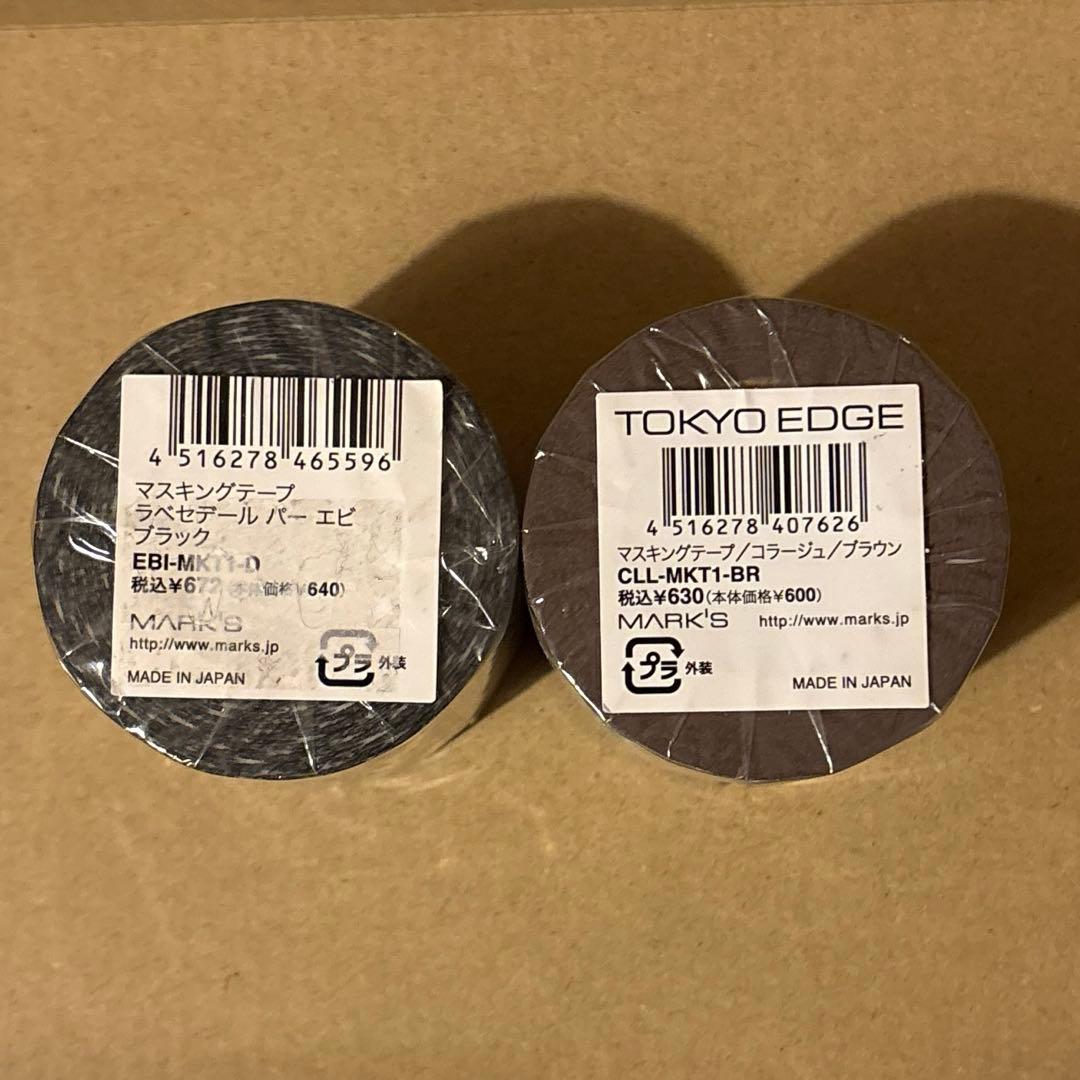 4 516278 465596
マスキングテープ
ラベセデール パー エビ
ブラック
EBI-MKT1-D
税込¥672（本体価格¥640）
MARK'S
http://www.marks.jp
プラ 外装
MADE IN JAPAN
TOKYO EDGE
4 516278 407626
マスキングテープ／コラージュ／ブラウン
CLL-MKT1-BR
税込¥630（本体価格¥600）
MARK'S http://www.marks.jp
プラ 外装
MADE IN JAPAN